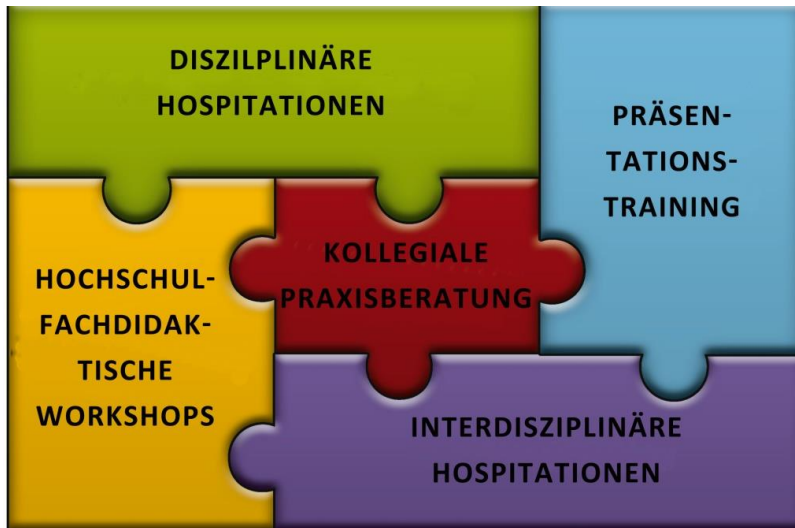 DISZILPLINÄRE
HOSPITATIONEN
PRÄSEN-
TATIONS-
TRAINING
HOCHSCHUL-
FACHDIDAK-
TISCHE
WORKSHOPS
KOLLEGIALE
PRAXISBERATUNG
INTERDISZIPLINÄRE
HOSPITATIONEN